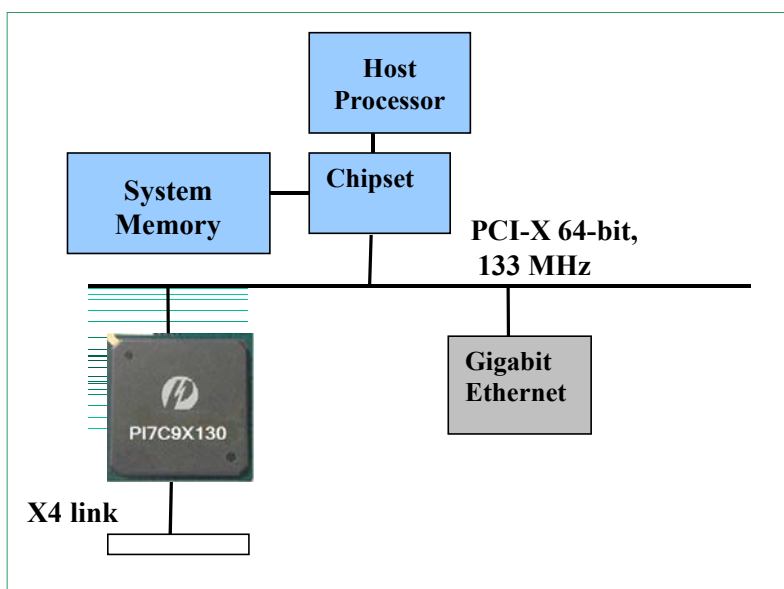 Host
Processor
Chipset
System
Memory
PCI-X 64-bit,
133 MHz
PI7C9X130
Gigabit
Ethernet
X4 link